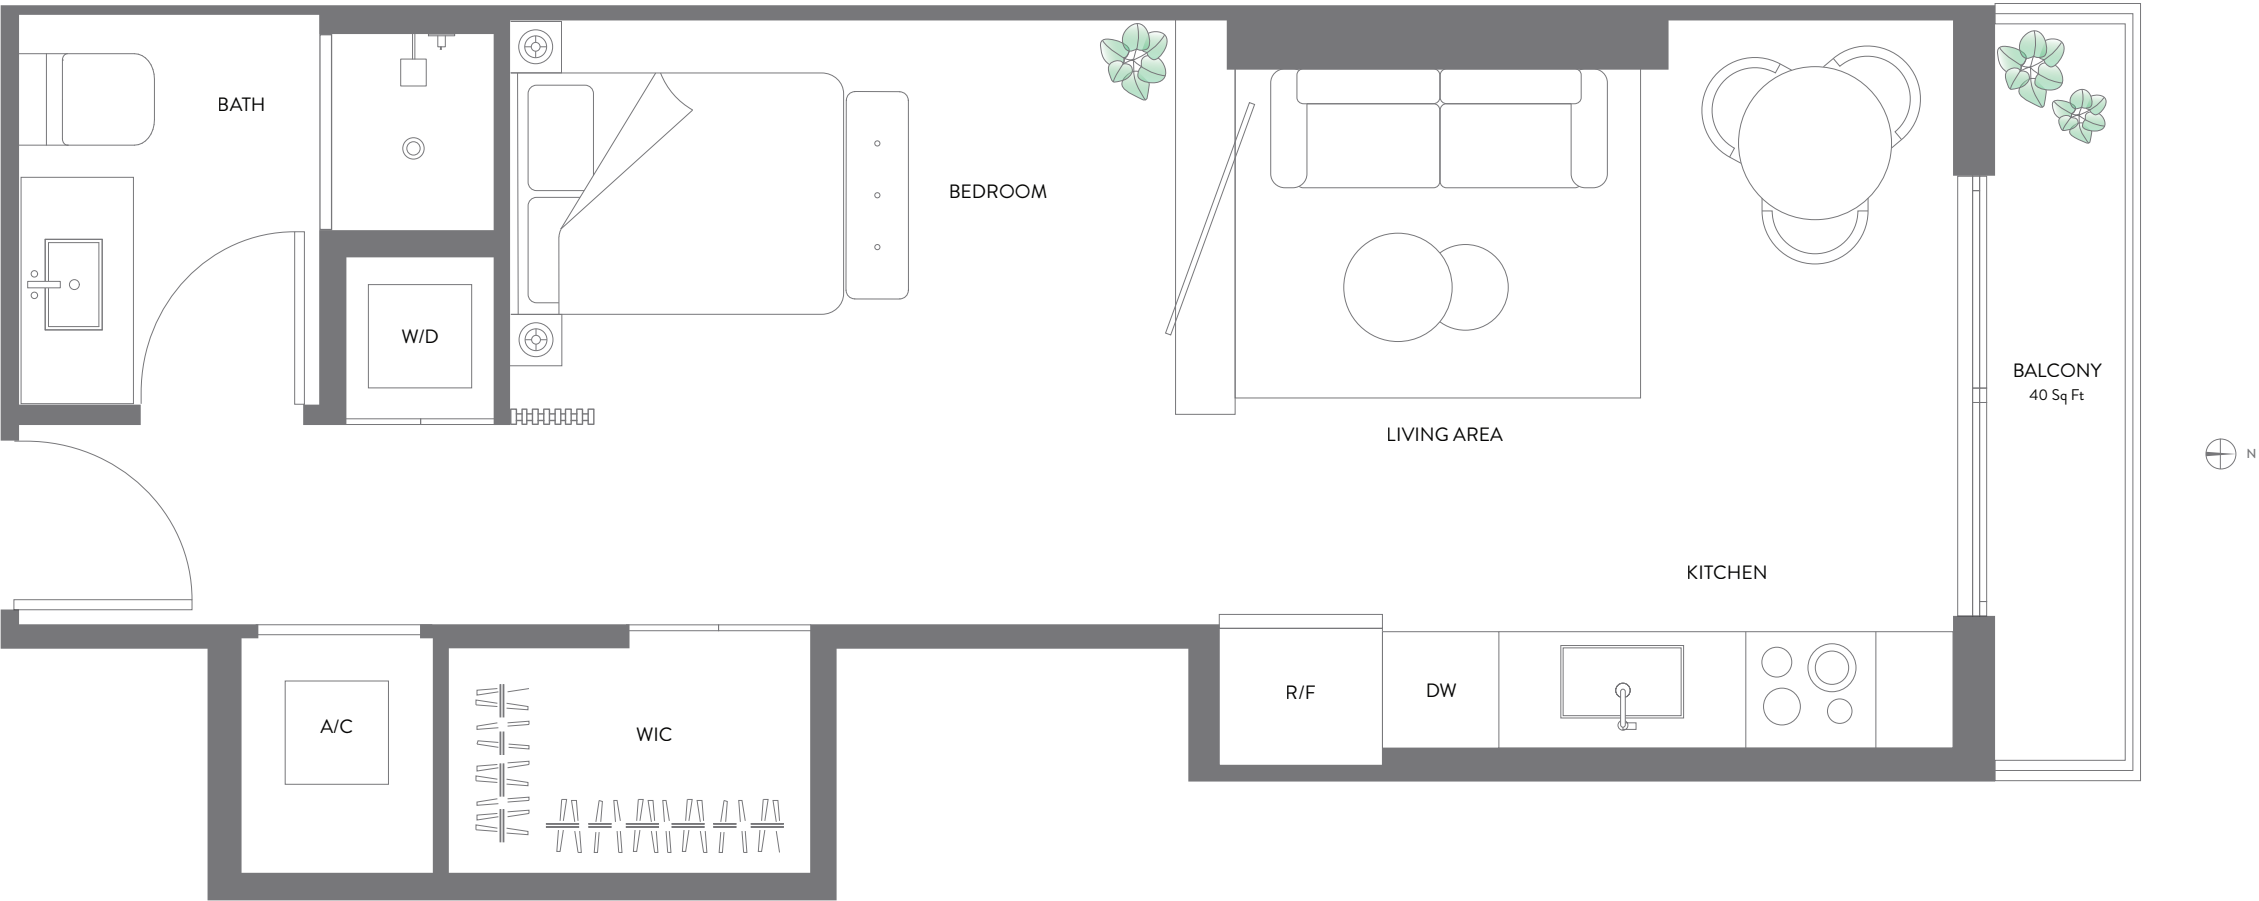 BATH
BEDROOM
W/D
BALCONY
40 Sq Ft
LIVING AREA
N
KITCHEN
R/F
DW
A/C
WIC